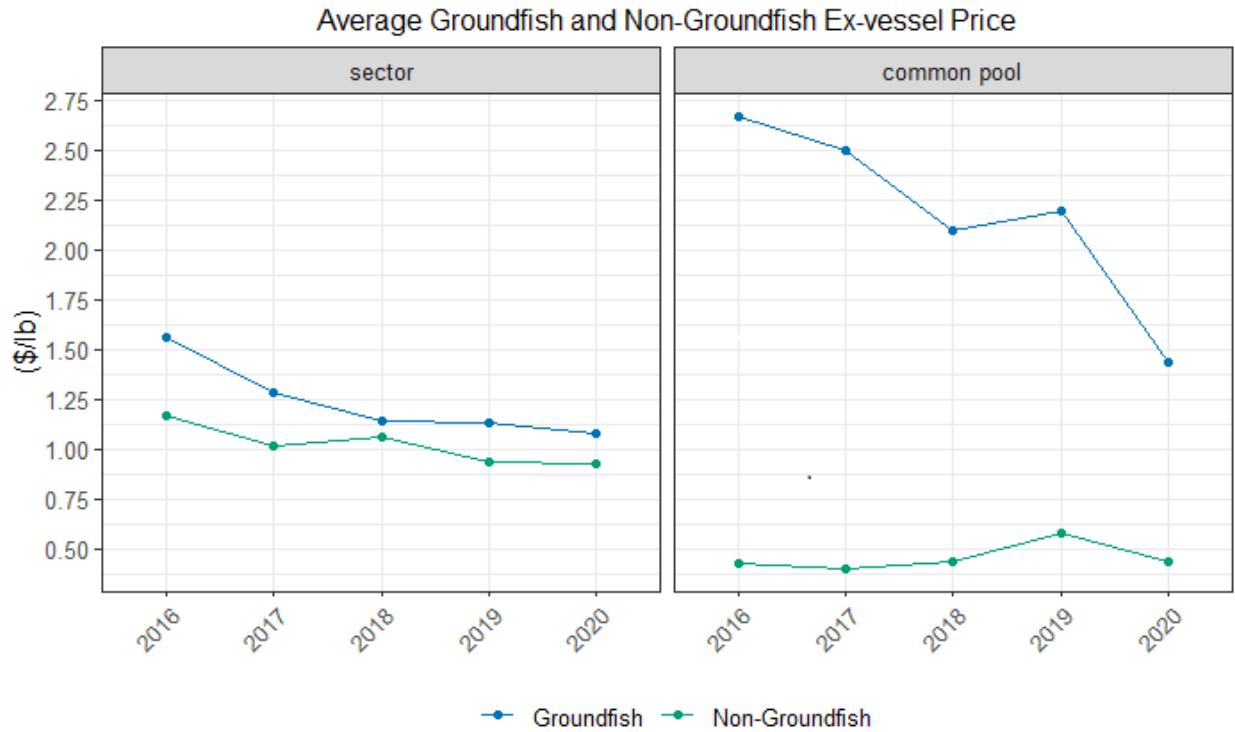 Average Groundfish and Non-Groundfish Ex-vessel Price
sector
common pool
($/lb)
2.75
2.50
2.25
2.00
1.75
1.50
1.25
1.00
0.75
0.50
2016 2017 2018 2019 2020
2016 2017 2018 2019 2020
Groundfish Non-Groundfish